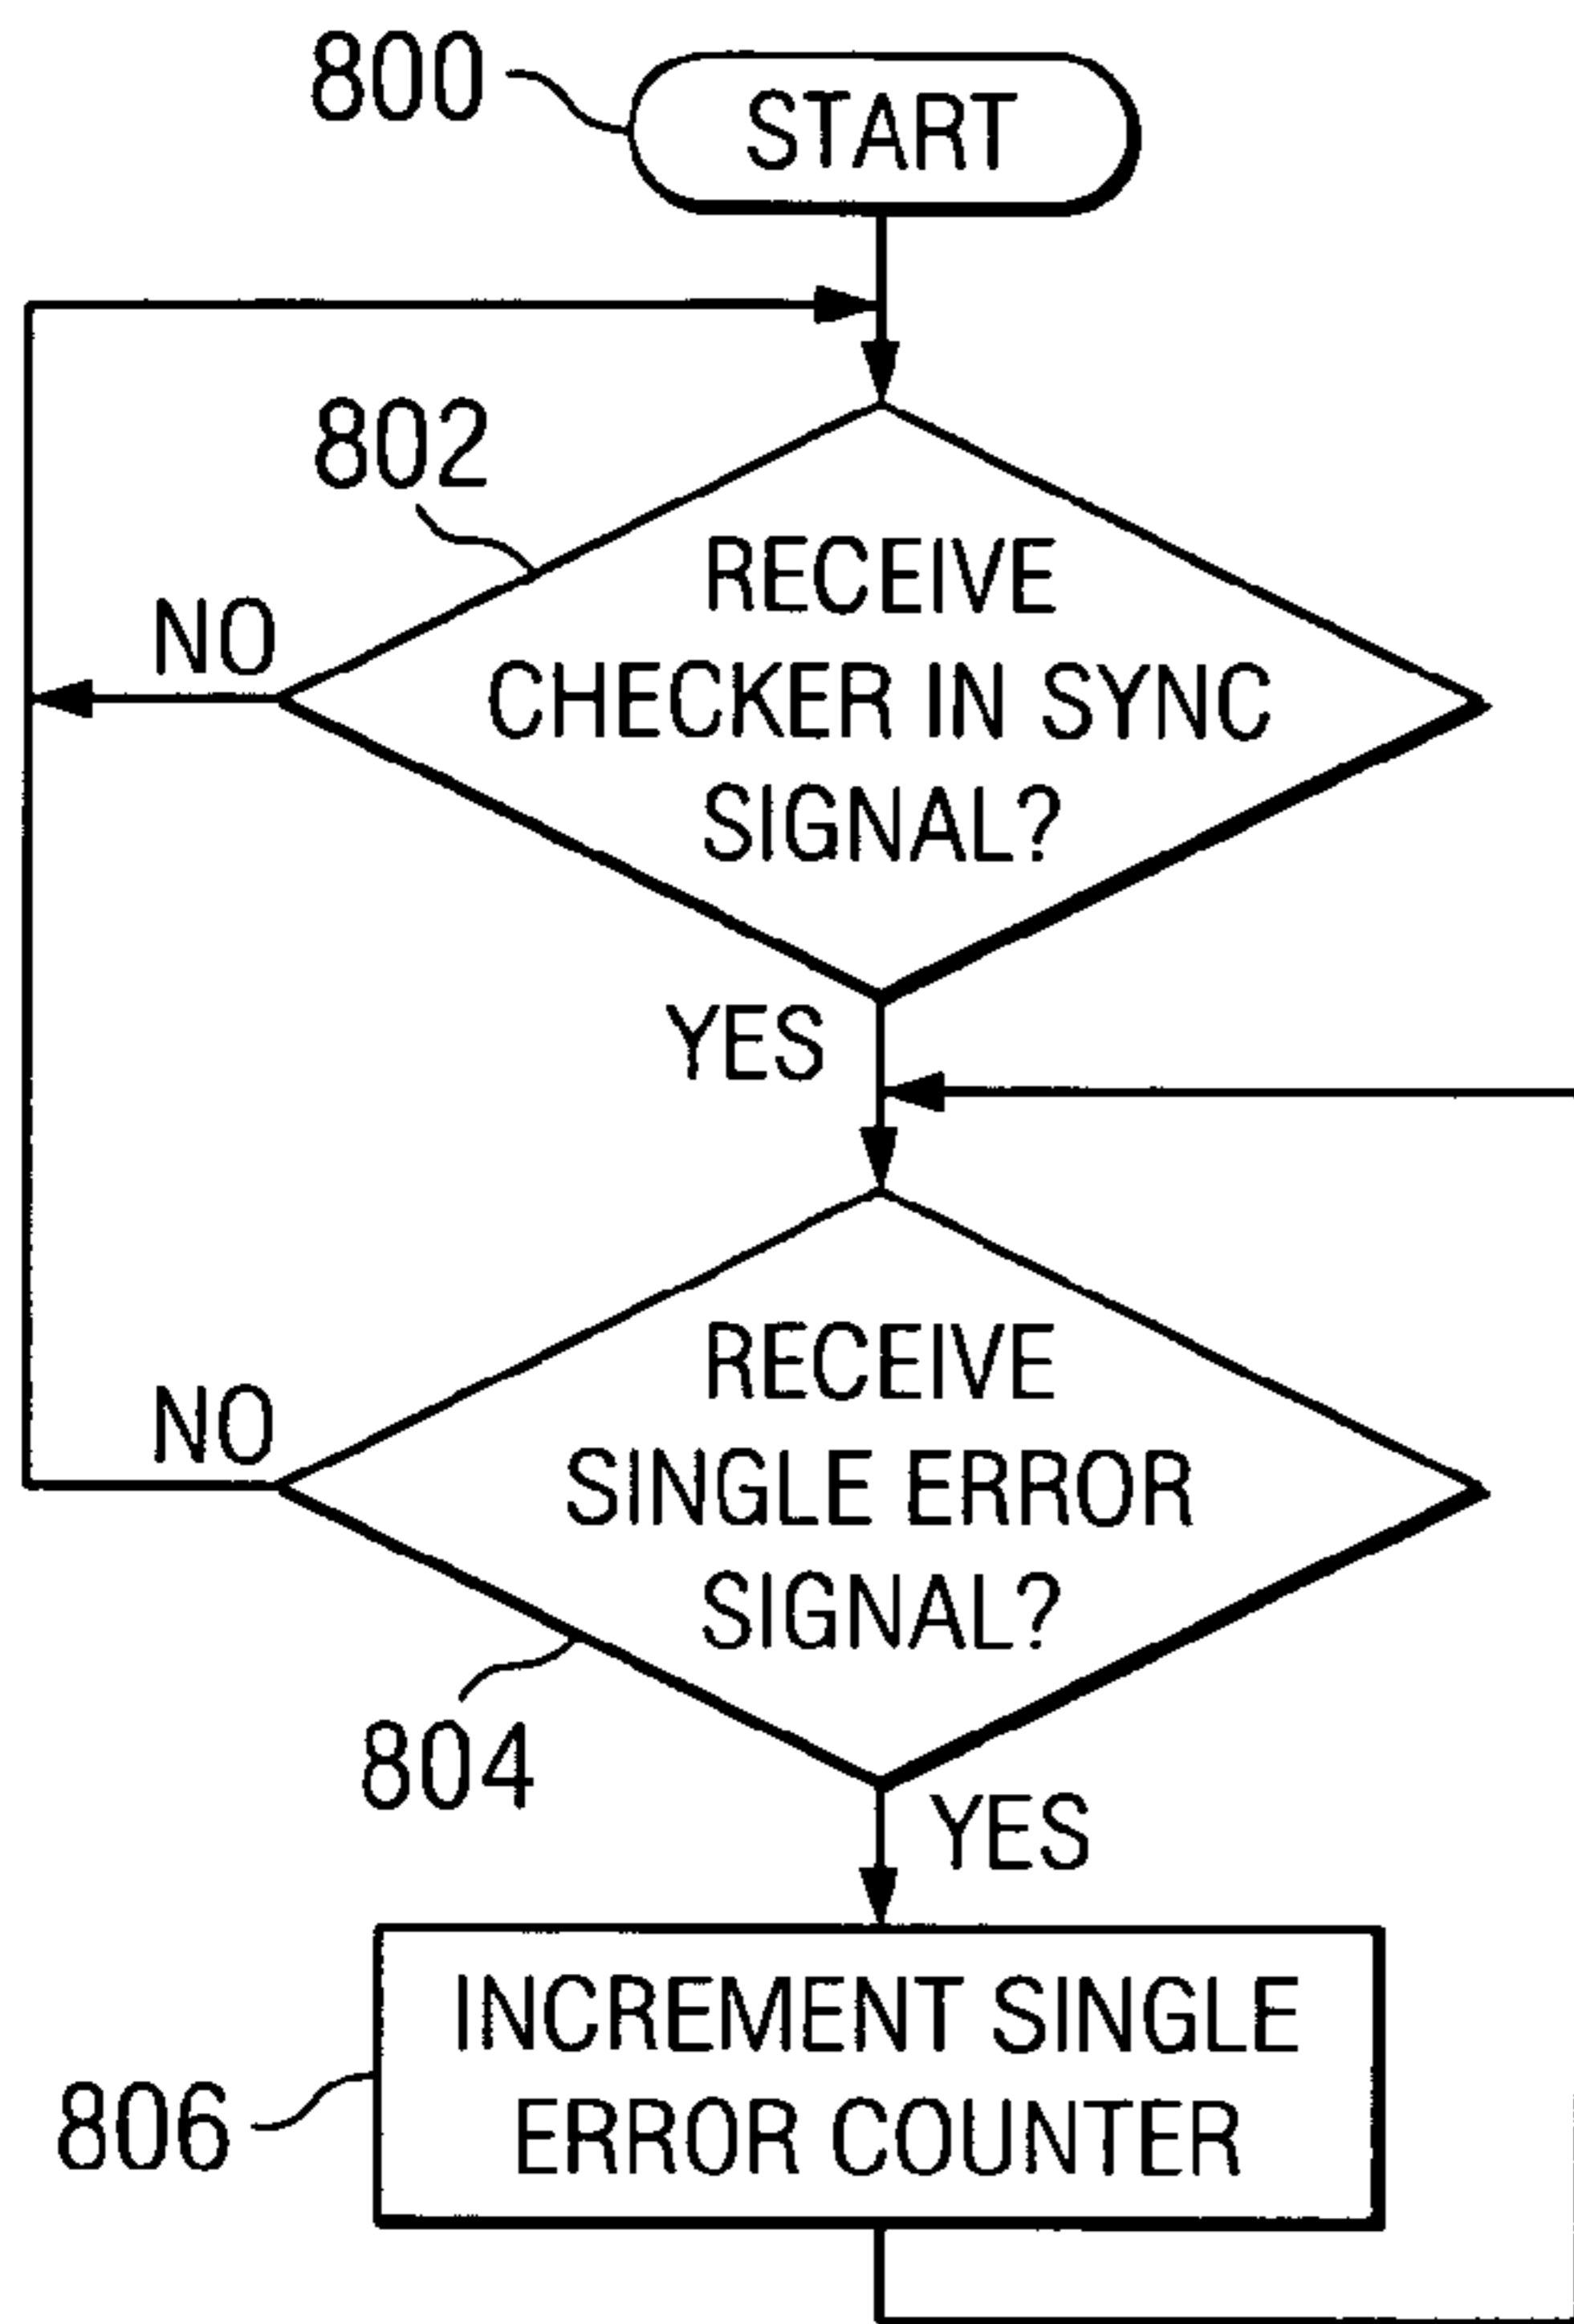 800
START
802
RECEIVE
CHECKER IN SYNC
SIGNAL?
NO
YES
RECEIVE
SINGLE ERROR
SIGNAL?
NO
804
YES
INCREMENT SINGLE
ERROR COUNTER
806